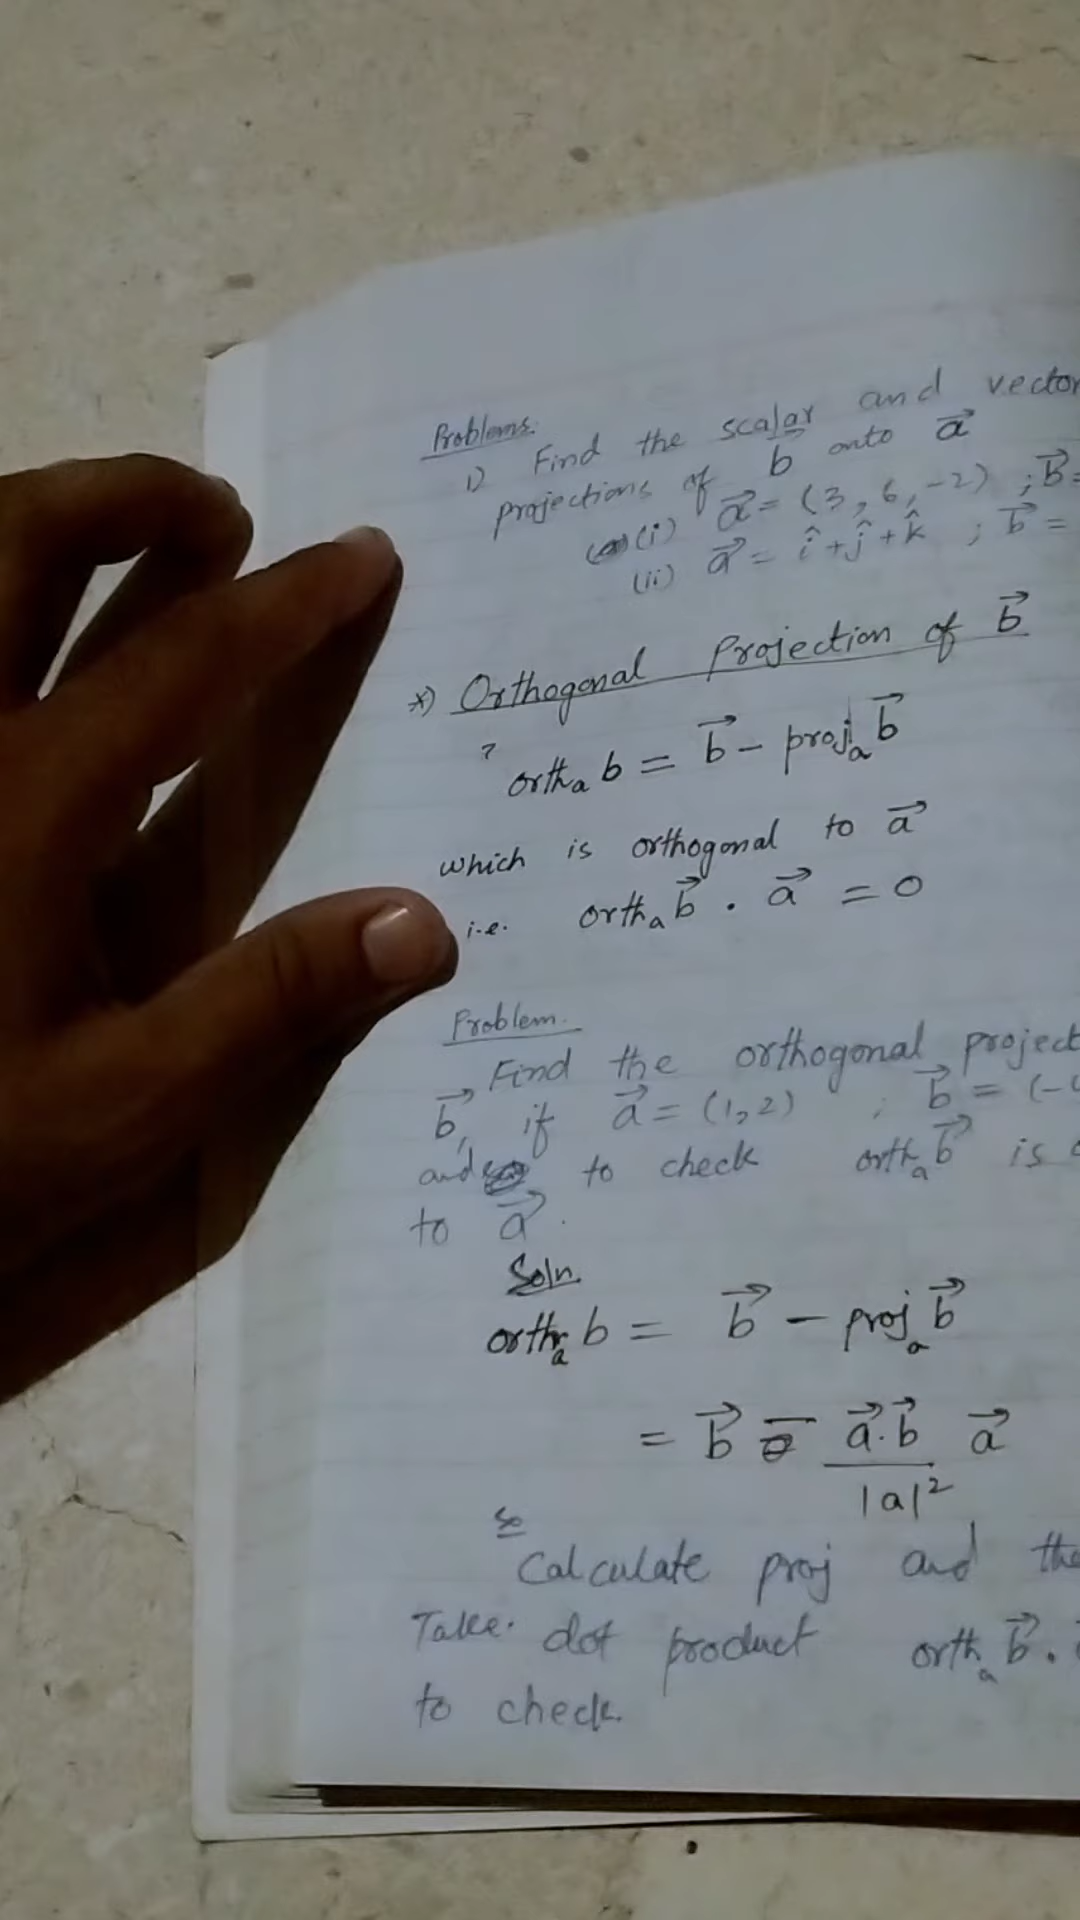 Problems.
1) Find the scalar and vector
projections of b onto a⃗
(i) a⃗ = (3, 6, -2) ; b⃗ =
(ii) a⃗ = î + ĵ + k̂ ; b⃗ =
*) Orthogonal Projection of b⃗
orthₐ b = b⃗ - projₐ b⃗
which is orthogonal to a⃗
i.e. orthₐ b⃗ . a⃗ = 0
Problem.
Find the orthogonal project
b⃗, if a⃗ = (1, 2) ; b⃗ = (-4
and to check orthₐ b⃗ is
to a⃗.
Soln.
orthₐ b = b⃗ - projₐ b⃗
= b⃗ - a⃗.b⃗ / |a|² a⃗
So
Calculate proj and the
Take. dot product orthₐ b⃗ .
to check.